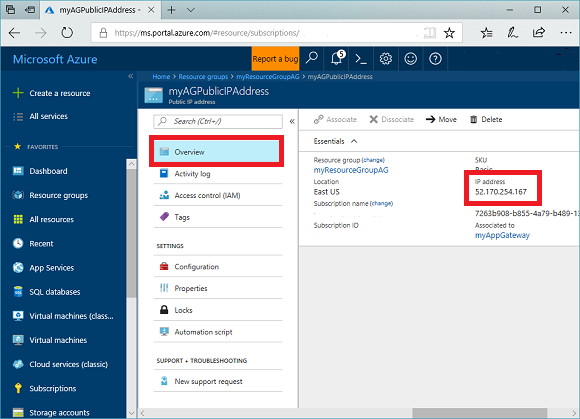 myAGPublicIPAddress -
https://ms.portal.azure.com/#resource/subscriptions/
Microsoft Azure
Report a bug
5
Home > Resource groups > myResourceGroupAG > myAGPublicIPAddress
myAGPublicIPAddress
Public IP address
Create a resource
All services
FAVORITES
Dashboard
Resource groups
All resources
Recent
App Services
SQL databases
Virtual machines (class...
Virtual machines
Cloud services (classic)
Subscriptions
Storage accounts
Search (Ctrl+/)
Overview
Activity log
Access control (IAM)
Tags
SETTINGS
Configuration
Properties
Locks
Automation script
SUPPORT + TROUBLESHOOTING
New support request
Associate
Dissociate
Move
Delete
Essentials
Resource group (change)
myResourceGroupAG
Location
East US
Subscription name (change)
Subscription ID
SKU
Basic
IP address
52.170.254.167
7263b908-b855-4a79-b489-13
Associated to
myAppGateway